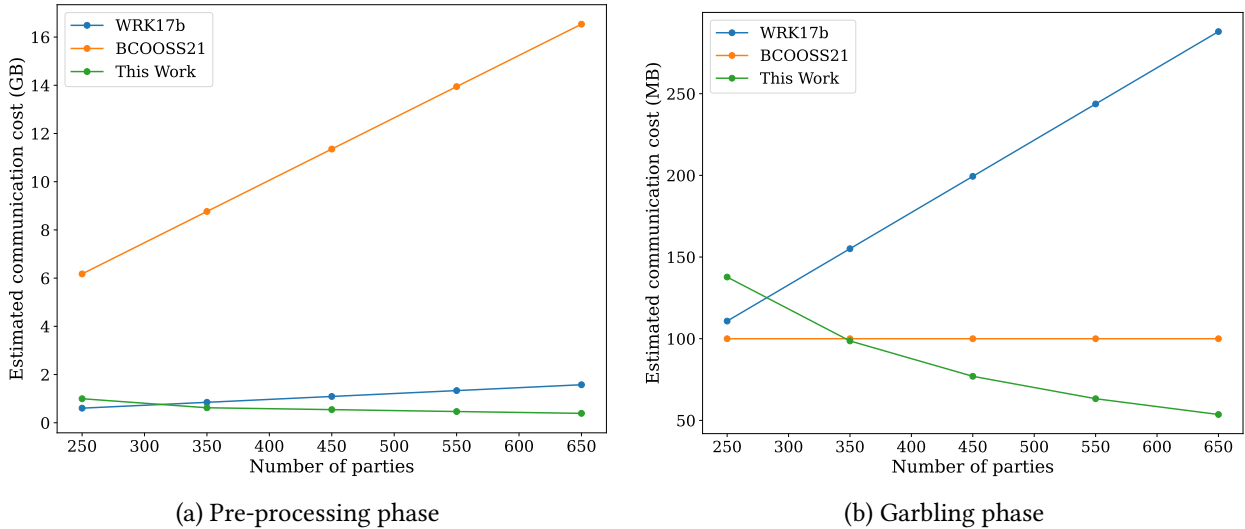 WRK17b
BCOOSS21
This Work
Estimated communication cost (GB)
16
14
12
10
8
6
4
2
0
250 300 350 400 450 500 550 600 650
Number of parties
(a) Pre-processing phase
WRK17b
BCOOSS21
This Work
Estimated communication cost (MB)
250
200
150
100
50
250 300 350 400 450 500 550 600 650
Number of parties
(b) Garbling phase